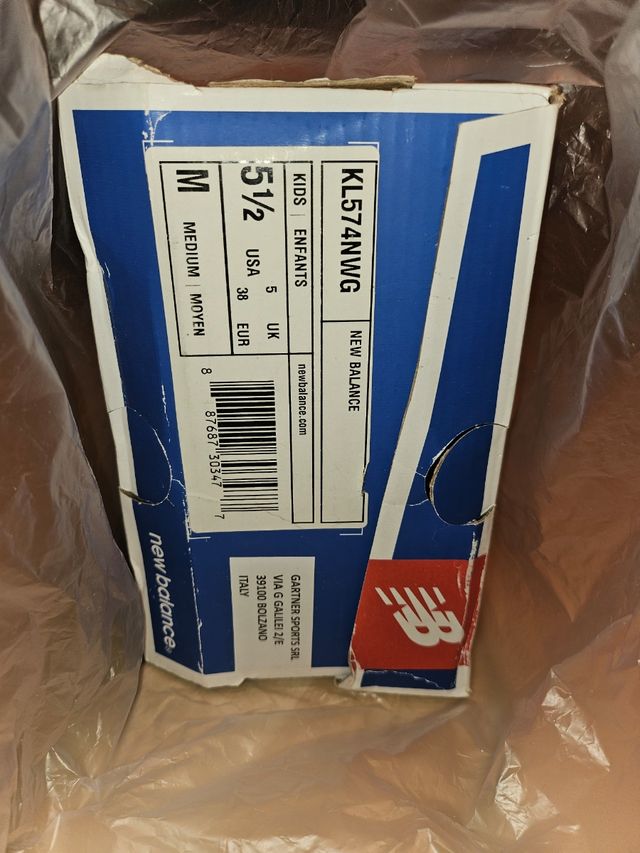 KL574NWG
NEW BALANCE
KIDS | ENFANTS
newbalance.com
5½ USA
5 UK
38 EUR
M MEDIUM | MOYEN
8 87687 30347 7
GARTNER SPORTS SRL
VIA G GALILEI 2/E
39100 BOLZANO
ITALY
new balance
NB